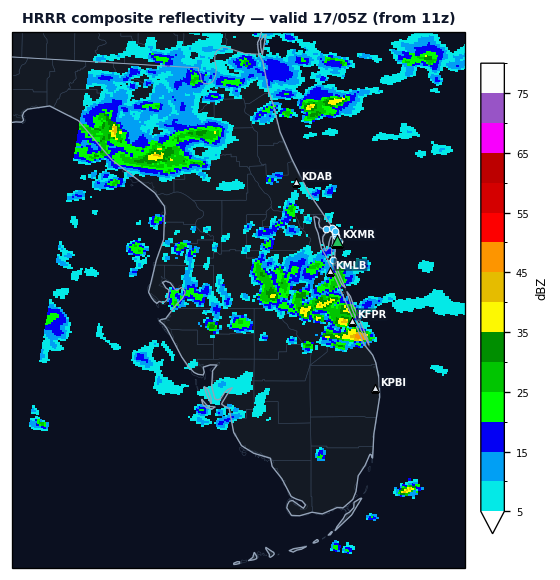 HRRR composite reflectivity — valid 17/05Z (from 11z)
KDAB
KXMR
KMLB
KFPR
KPBI
75
65
55
45
35
25
15
5
dBZ